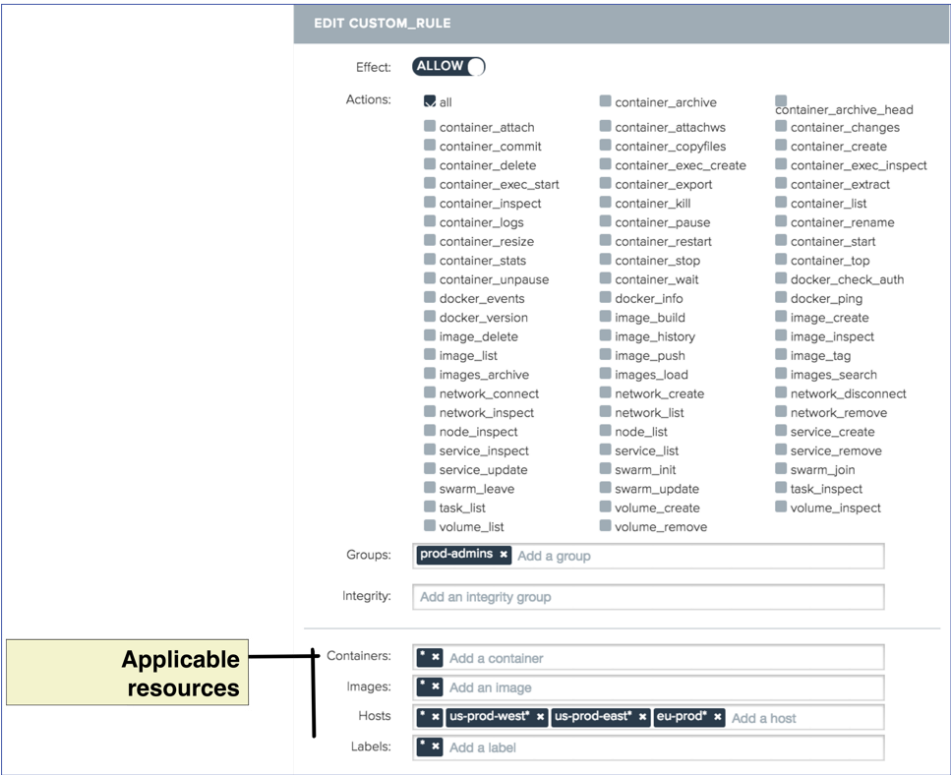 EDIT CUSTOM_RULE
Effect: ALLOW
Actions: all container_archive container_archive_head
container_attach container_attachws container_changes
container_commit container_copyfiles container_create
container_delete container_exec_create container_exec_inspect
container_exec_start container_export container_extract
container_inspect container_kill container_list
container_logs container_pause container_rename
container_resize container_restart container_start
container_stats container_stop container_top
container_unpause container_wait docker_check_auth
docker_events docker_info docker_ping
docker_version image_build image_create
image_delete image_history image_inspect
image_list image_push image_tag
images_archive images_load images_search
network_connect network_create network_disconnect
network_inspect network_list network_remove
node_inspect node_list service_create
service_inspect service_list service_remove
service_update swarm_init swarm_join
swarm_leave swarm_update task_inspect
task_list volume_create volume_inspect
volume_list volume_remove
Groups: prod-admins × Add a group
Integrity: Add an integrity group
Applicable
resources
Containers: * × Add a container
Images: * × Add an image
Hosts * × us-prod-west* × us-prod-east* × eu-prod* × Add a host
Labels: * × Add a label